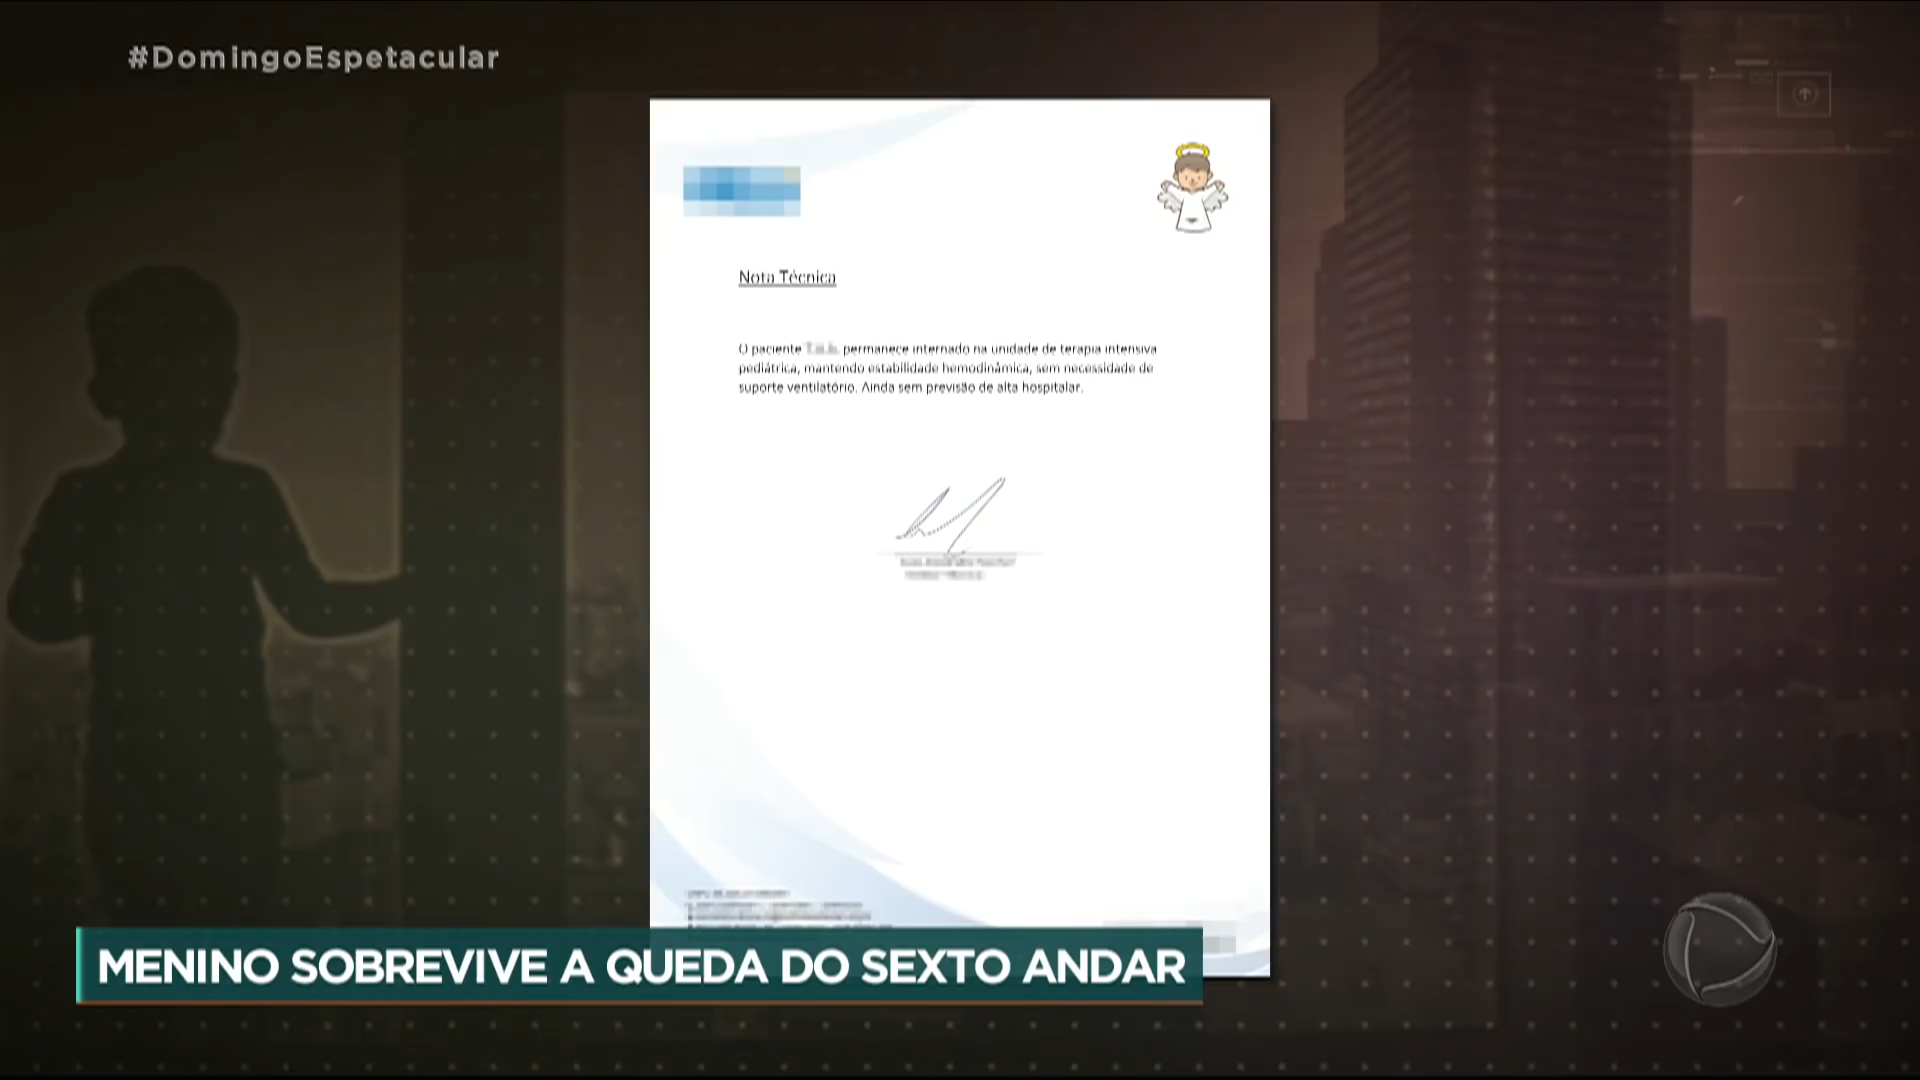 #DomingoEspetacular
Nota Técnica
O paciente permanece internado na unidade de terapia intensiva
pediátrica, mantendo estabilidade hemodinâmica, sem necessidade de
suporte ventilatório. Ainda sem previsão de alta hospitalar.
MENINO SOBREVIVE A QUEDA DO SEXTO ANDAR